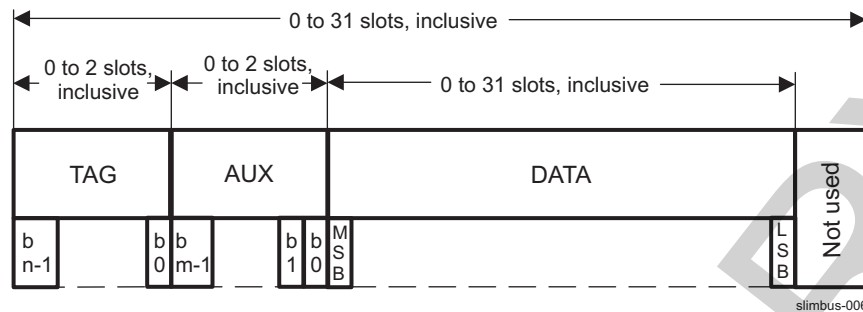 0 to 31 slots, inclusive
0 to 2 slots,
inclusive
0 to 2 slots,
inclusive
0 to 31 slots, inclusive
TAG
AUX
DATA
Not used
b
n-1
b
0
b
m-1
b
1
b
0
M
S
B
L
S
B
slimbus-006